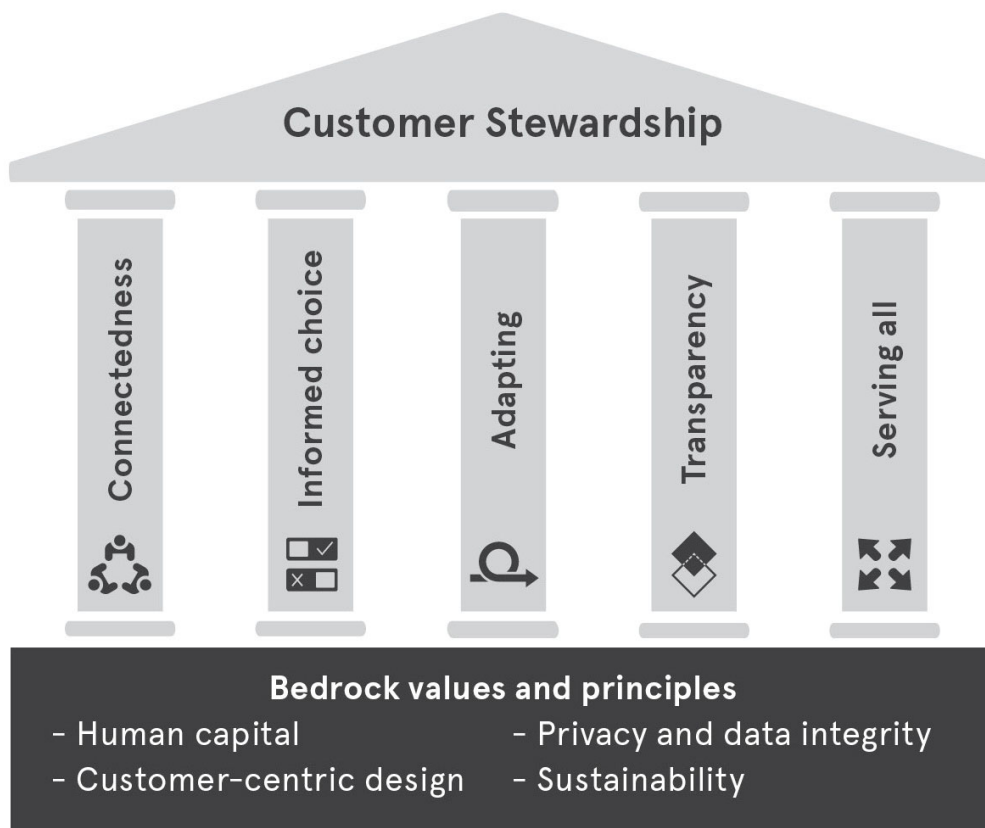 Customer Stewardship
Connectedness
Informed choice
Adapting
Transparency
Serving all
Bedrock values and principles
- Human capital
- Customer-centric design
- Privacy and data integrity
- Sustainability